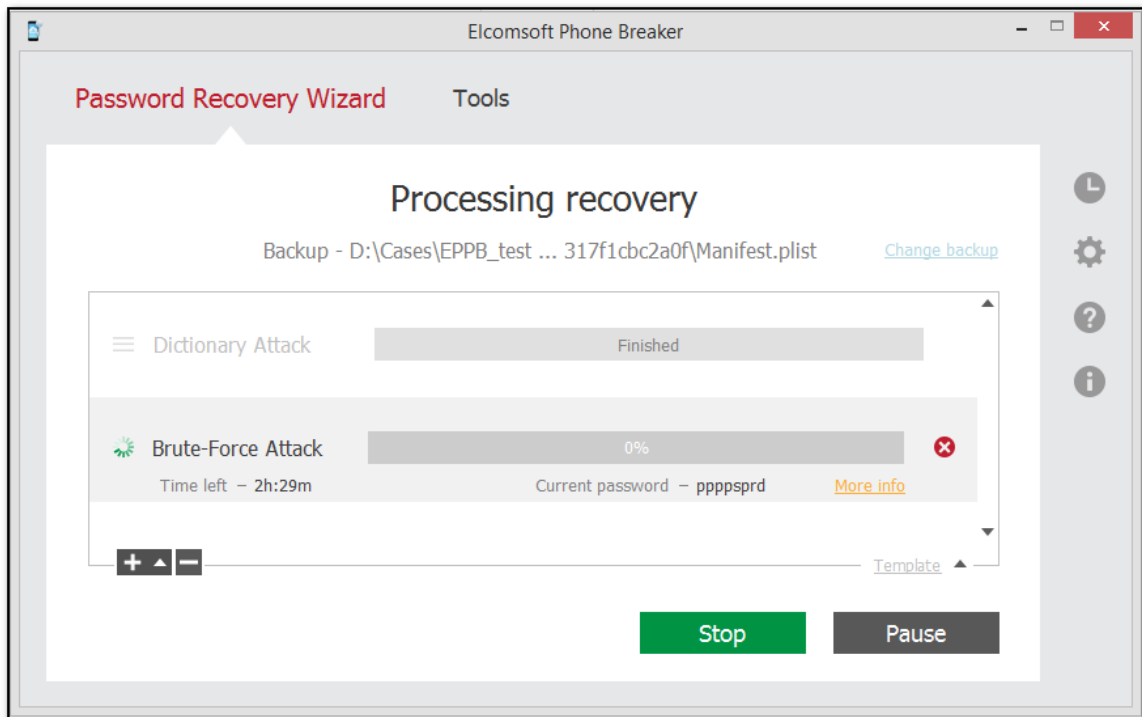 Elcomsoft Phone Breaker
Password Recovery Wizard Tools
Processing recovery
Backup - D:\Cases\EPPB_test ... 317f1cbc2a0f\Manifest.plist Change backup
Dictionary Attack Finished
Brute-Force Attack 0%
Time left – 2h:29m Current password – ppppsprd More info
Template
Stop Pause